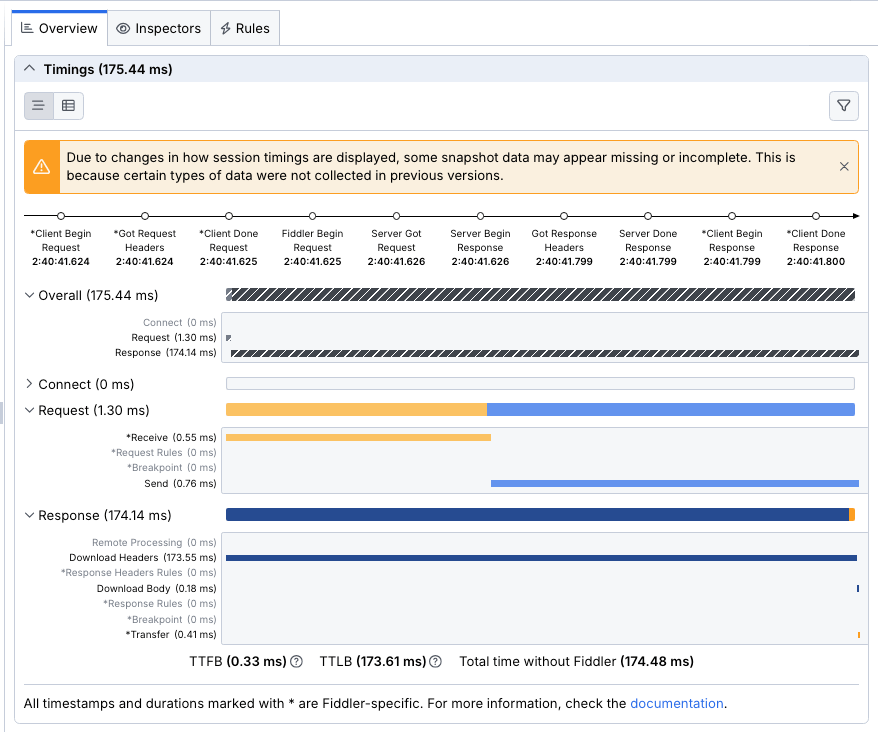 Overview
Inspectors
Rules
Timings (175.44 ms)
Due to changes in how session timings are displayed, some snapshot data may appear missing or incomplete. This is
because certain types of data were not collected in previous versions.
*Client Begin Request 2:40:41.624
*Got Request Headers 2:40:41.624
*Client Done Request 2:40:41.625
Fiddler Begin Request 2:40:41.625
Server Got Request 2:40:41.626
Server Begin Response 2:40:41.626
Got Response Headers 2:40:41.799
Server Done Response 2:40:41.799
*Client Begin Response 2:40:41.799
*Client Done Response 2:40:41.800
Overall (175.44 ms)
Connect (0 ms)
Request (1.30 ms)
Response (174.14 ms)
Connect (0 ms)
Request (1.30 ms)
*Receive (0.55 ms)
*Request Rules (0 ms)
*Breakpoint (0 ms)
Send (0.76 ms)
Response (174.14 ms)
Remote Processing (0 ms)
Download Headers (173.55 ms)
*Response Headers Rules (0 ms)
Download Body (0.18 ms)
*Response Rules (0 ms)
*Breakpoint (0 ms)
*Transfer (0.41 ms)
TTFB (0.33 ms) TTLB (173.61 ms) Total time without Fiddler (174.48 ms)
All timestamps and durations marked with * are Fiddler-specific. For more information, check the documentation.